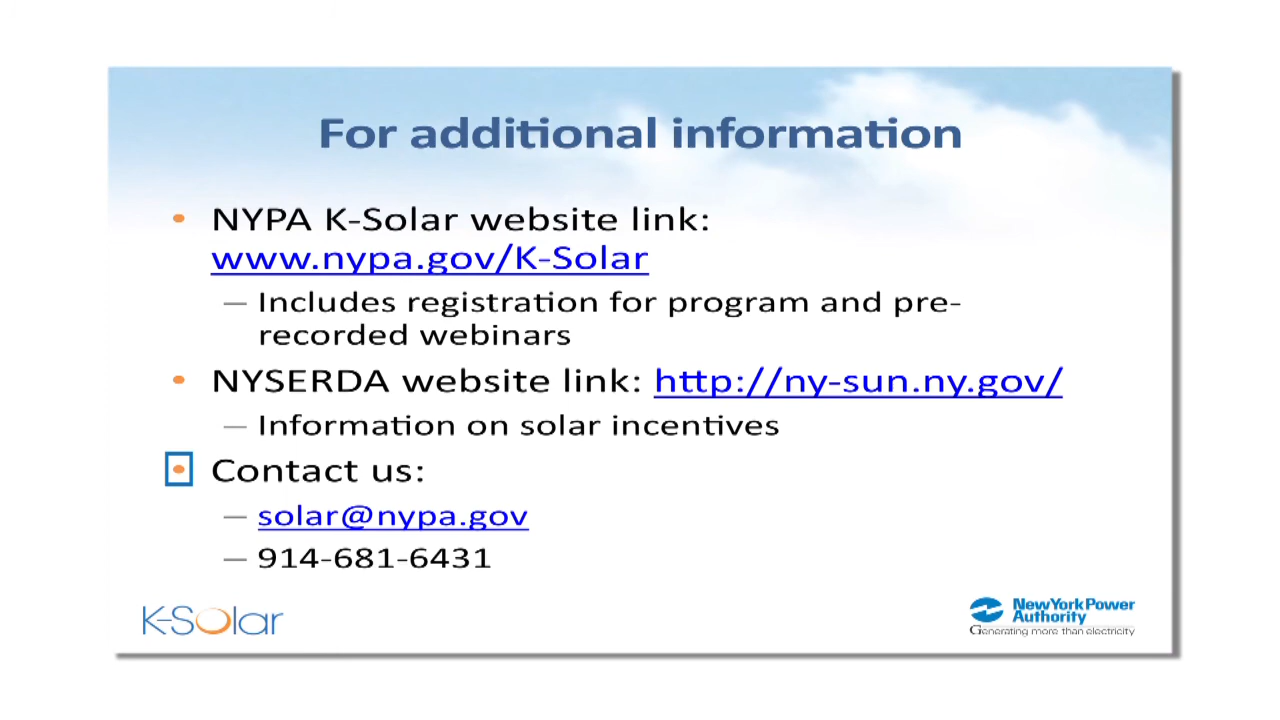 For additional information
• NYPA K-Solar website link:
www.nypa.gov/K-Solar
– Includes registration for program and pre-
recorded webinars
• NYSERDA website link: http://ny-sun.ny.gov/
– Information on solar incentives
• Contact us:
– solar@nypa.gov
– 914-681-6431
K-Solar
New York Power
Authority
Generating more than electricity